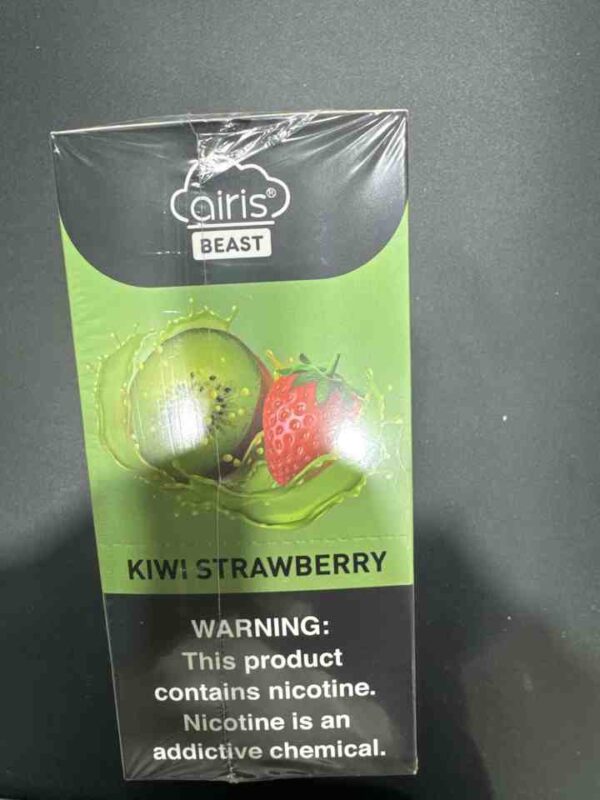 airis®
BEAST
KIWI STRAWBERRY
WARNING:
This product
contains nicotine.
Nicotine is an
addictive chemical.